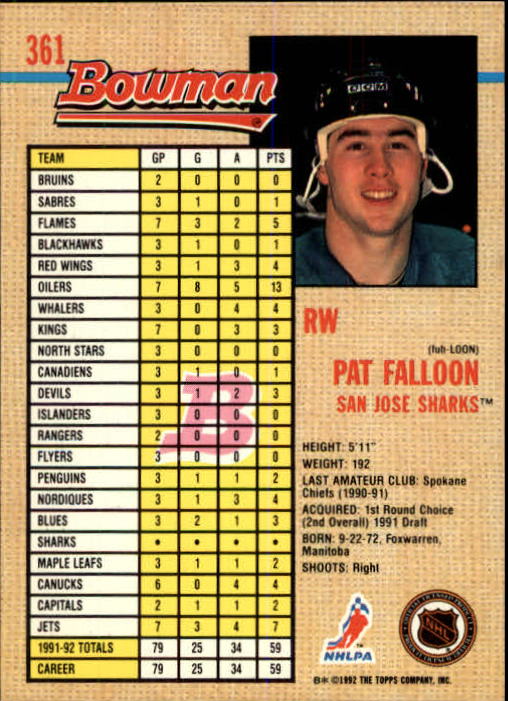 361
Bowman
CCM
TEAM GP G A PTS
BRUINS 2 0 0 0
SABRES 3 1 0 1
FLAMES 7 3 2 5
BLACKHAWKS 3 1 0 1
RED WINGS 3 1 3 4
OILERS 7 8 5 13
WHALERS 3 0 4 4
KINGS 7 0 3 3
NORTH STARS 3 0 0 0
CANADIENS 3 1 0 1
DEVILS 3 1 2 3
ISLANDERS 3 0 0 0
RANGERS 2 0 0 0
FLYERS 3 0 0 0
PENGUINS 3 1 1 2
NORDIQUES 3 1 3 4
BLUES 3 2 1 3
SHARKS • • • •
MAPLE LEAFS 3 1 1 2
CANUCKS 6 0 4 4
CAPITALS 2 1 1 2
JETS 7 3 4 7
1991-92 TOTALS 79 25 34 59
CAREER 79 25 34 59
B
RW
(fuh-LOON)
PAT FALLOON
SAN JOSE SHARKS™
HEIGHT: 5'11"
WEIGHT: 192
LAST AMATEUR CLUB: Spokane
Chiefs (1990-91)
ACQUIRED: 1st Round Choice
(2nd Overall) 1991 Draft
BORN: 9-22-72, Foxwarren,
Manitoba
SHOOTS: Right
NHLPA
NHL
B* ©1992 THE TOPPS COMPANY, INC.